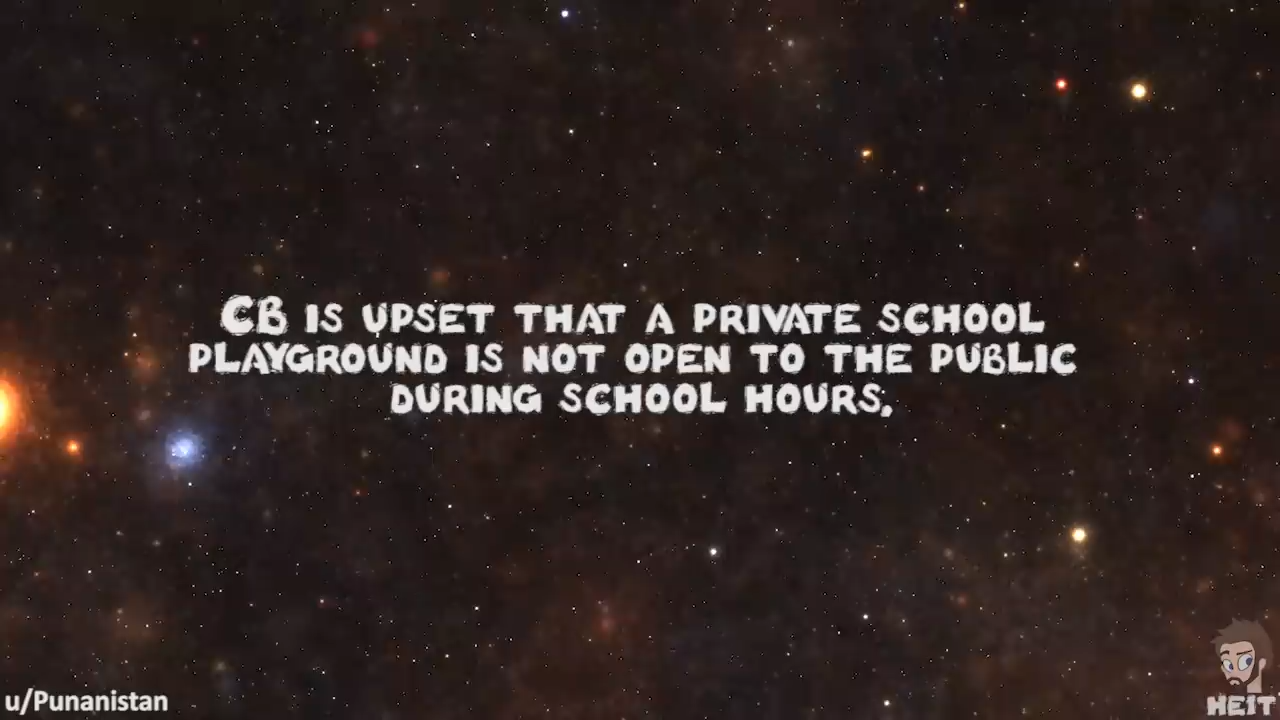 CB IS UPSET THAT A PRIVATE SCHOOL
PLAYGROUND IS NOT OPEN TO THE PUBLIC
DURING SCHOOL HOURS.
u/Punanistan
HEIT